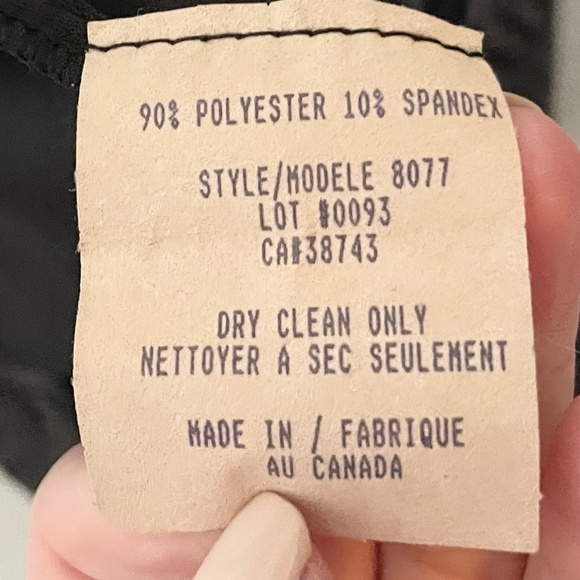 90% POLYESTER 10% SPANDEX
STYLE/MODELE 8077
LOT #0093
CA#38743
DRY CLEAN ONLY
NETTOYER A SEC SEULEMENT
MADE IN / FABRIQUE
AU CANADA